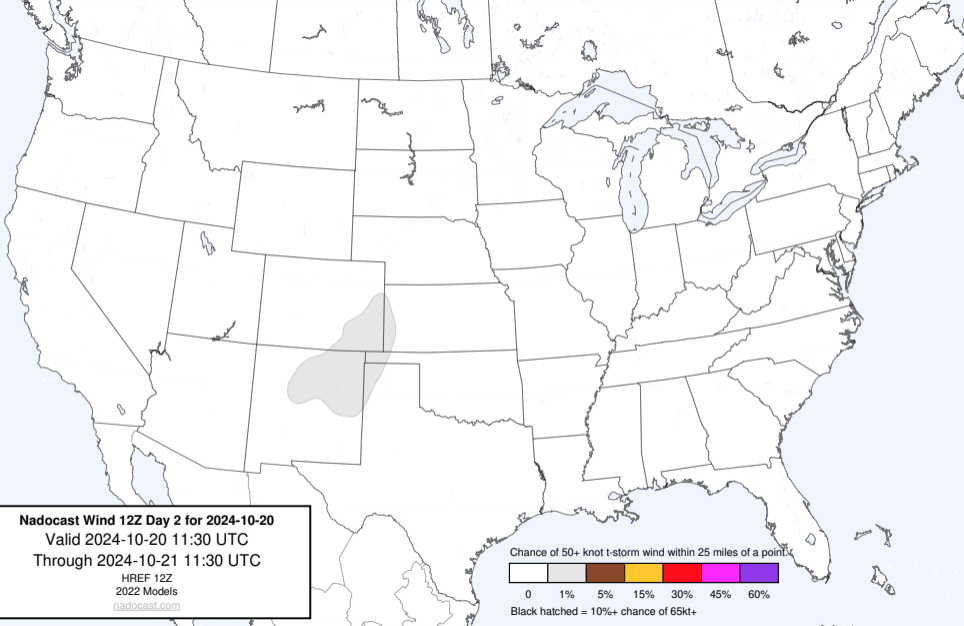 Nadocast Wind 12Z Day 2 for 2024-10-20
Valid 2024-10-20 11:30 UTC
Through 2024-10-21 11:30 UTC
HREF 12Z
2022 Models
nadocast.com
Chance of 50+ knot t-storm wind within 25 miles of a point.
0 1% 5% 15% 30% 45% 60%
Black hatched = 10%+ chance of 65kt+